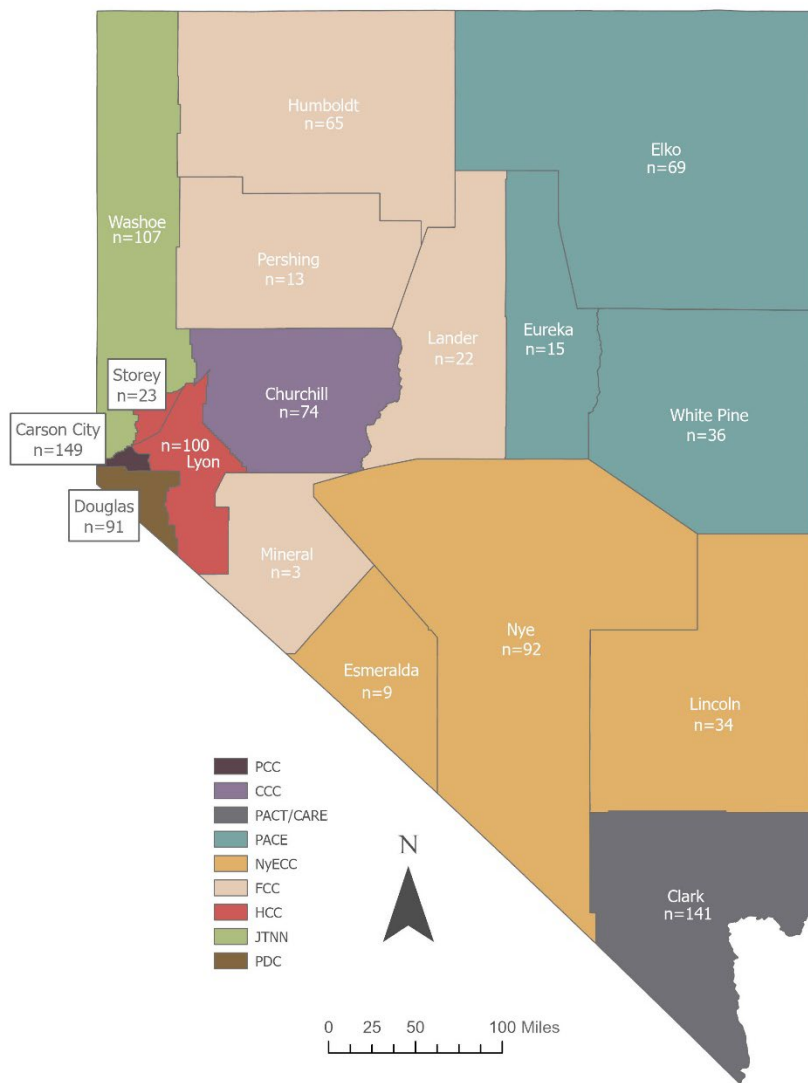 Humboldt
n=65
Elko
n=69
Washoe
n=107
Pershing
n=13
Lander
n=22
Eureka
n=15
Storey
n=23
Churchill
n=74
White Pine
n=36
Carson City
n=149
n=100
Lyon
Douglas
n=91
Mineral
n=3
Nye
n=92
Esmeralda
n=9
Lincoln
n=34
PCC
CCC
PACT/CARE
PACE
NyECC
FCC
HCC
JTNN
PDC
N
Clark
n=141
0 25 50 100 Miles